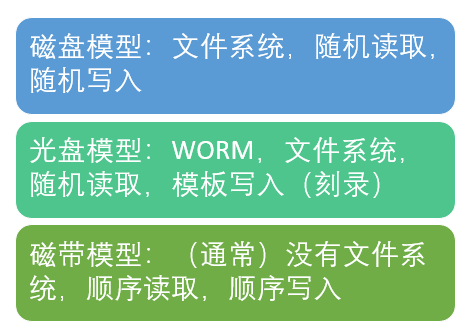 磁盘模型：文件系统，随机读取，
随机写入
光盘模型：WORM，文件系统，
随机读取，模板写入（刻录）
磁带模型：（通常）没有文件系
统，顺序读取，顺序写入